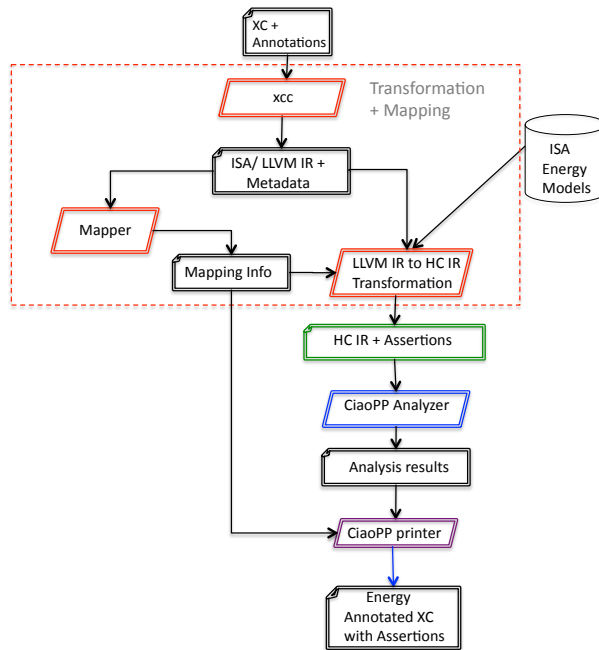 XC +
Annotations
Transformation
+ Mapping
xcc
ISA/ LLVM IR +
Metadata
ISA
Energy
Models
Mapper
Mapping Info
LLVM IR to HC IR
Transformation
HC IR + Assertions
CiaoPP Analyzer
Analysis results
CiaoPP printer
Energy
Annotated XC
with Assertions